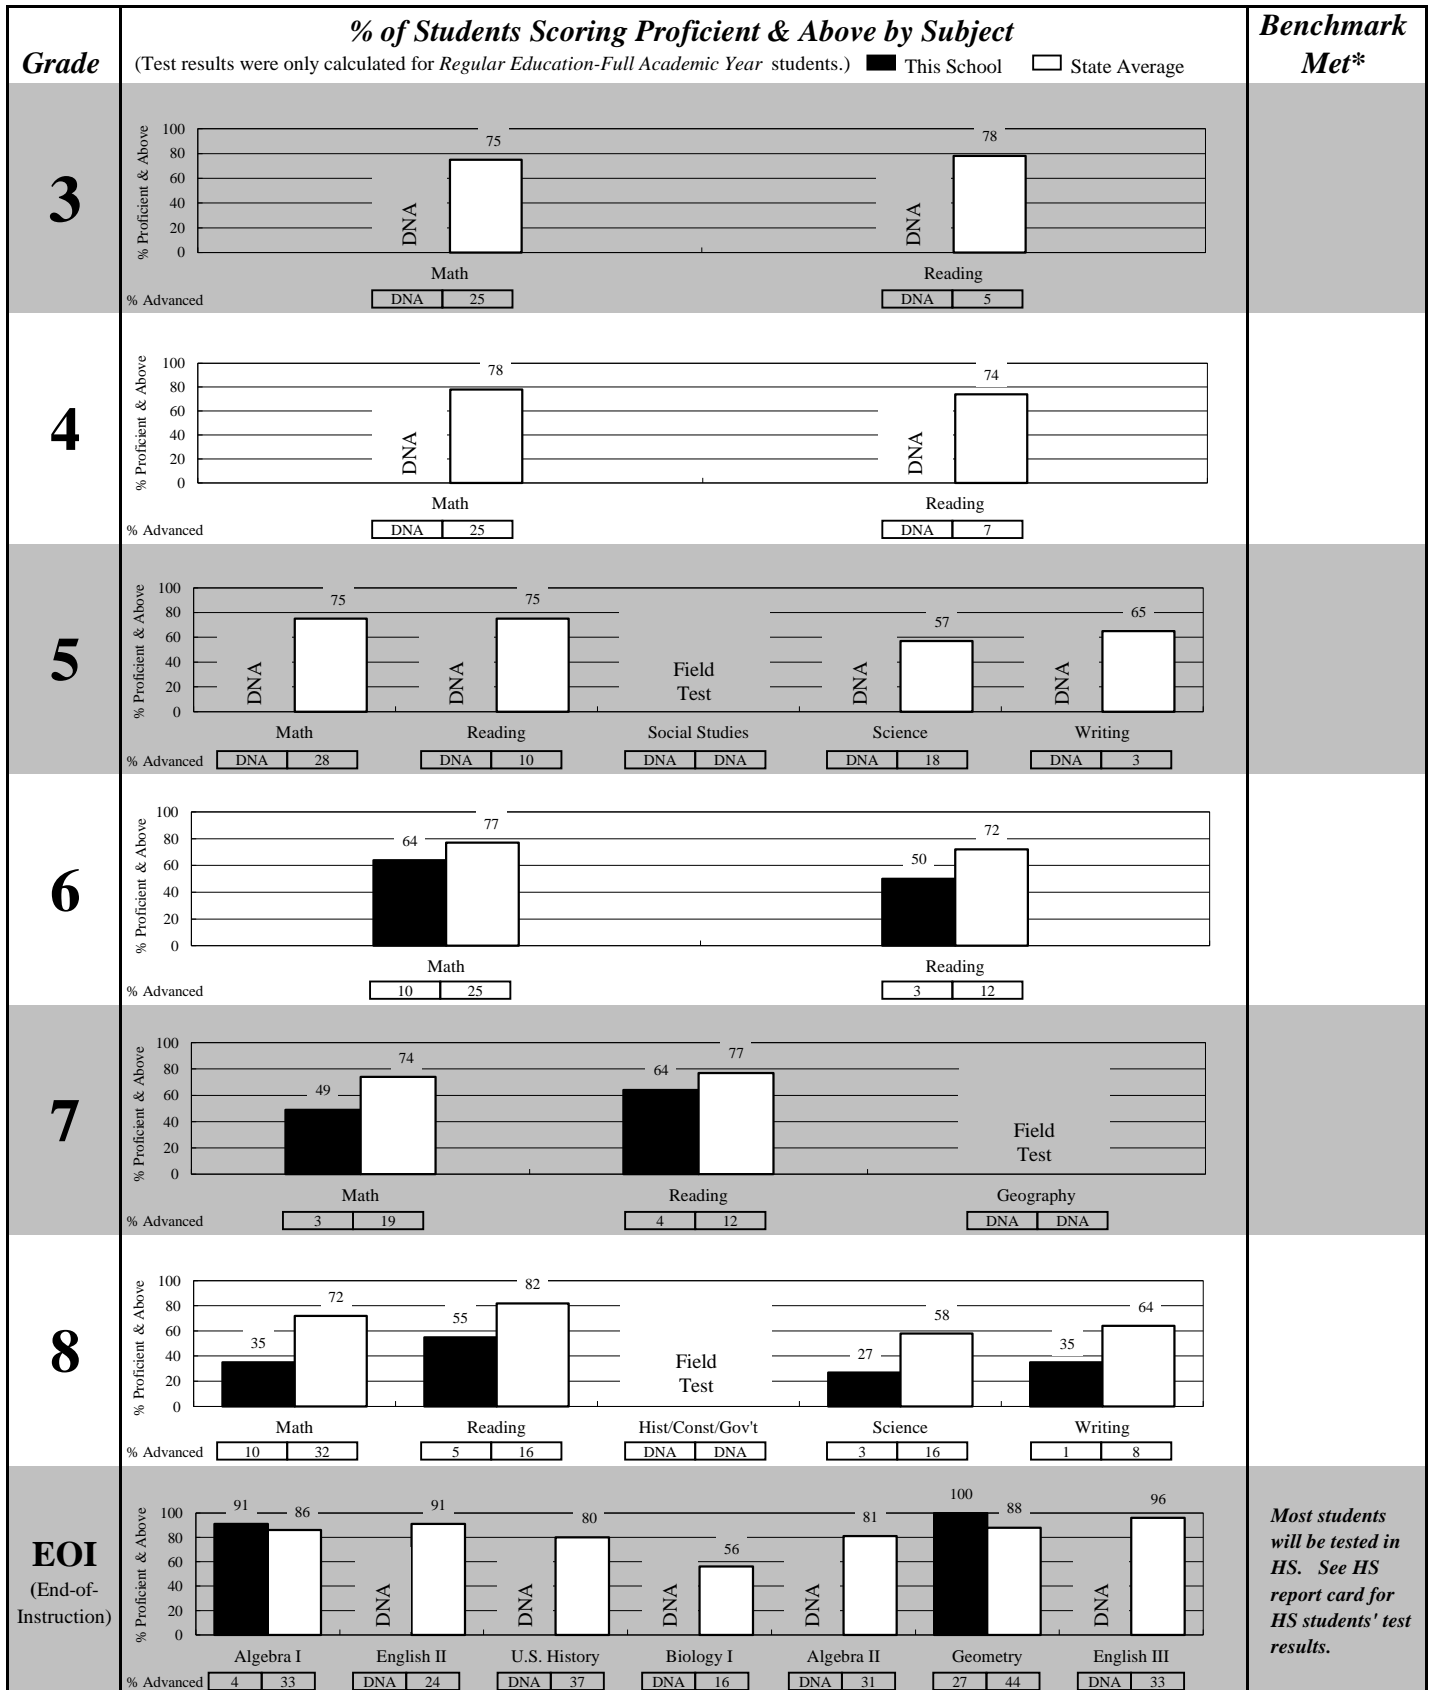 Grade
% of Students Scoring Proficient & Above by Subject
(Test results were only calculated for Regular Education-Full Academic Year students.) This School State Average
Benchmark
Met*
3
% Proficient & Above
100
80
60
40
20
0
DNA 75
DNA 78
Math Reading
% Advanced DNA 25 DNA 5
4
% Proficient & Above
100
80
60
40
20
0
DNA 78
DNA 74
Math Reading
% Advanced DNA 25 DNA 7
5
% Proficient & Above
100
80
60
40
20
0
DNA 75
DNA 75
Field
Test
DNA 57
DNA 65
Math Reading Social Studies Science Writing
% Advanced DNA 28 DNA 10 DNA DNA DNA 18 DNA 3
6
% Proficient & Above
100
80
60
40
20
0
64 77
50 72
Math Reading
% Advanced 10 25 3 12
7
% Proficient & Above
100
80
60
40
20
0
49 74
64 77
Field
Test
Math Reading Geography
% Advanced 3 19 4 12 DNA DNA
8
% Proficient & Above
100
80
60
40
20
0
35 72
55 82
Field
Test
27 58
35 64
Math Reading Hist/Const/Gov't Science Writing
% Advanced 10 32 5 16 DNA DNA 3 16 1 8
EOI
(End-of-
Instruction)
% Proficient & Above
100
80
60
40
20
0
91 86
DNA 91
DNA 80
DNA 56
DNA 81
100 88
DNA 96
Algebra I English II U.S. History Biology I Algebra II Geometry English III
% Advanced 4 33 DNA 24 DNA 37 DNA 16 DNA 31 27 44 DNA 33
Most students
will be tested in
HS. See HS
report card for
HS students' test
results.